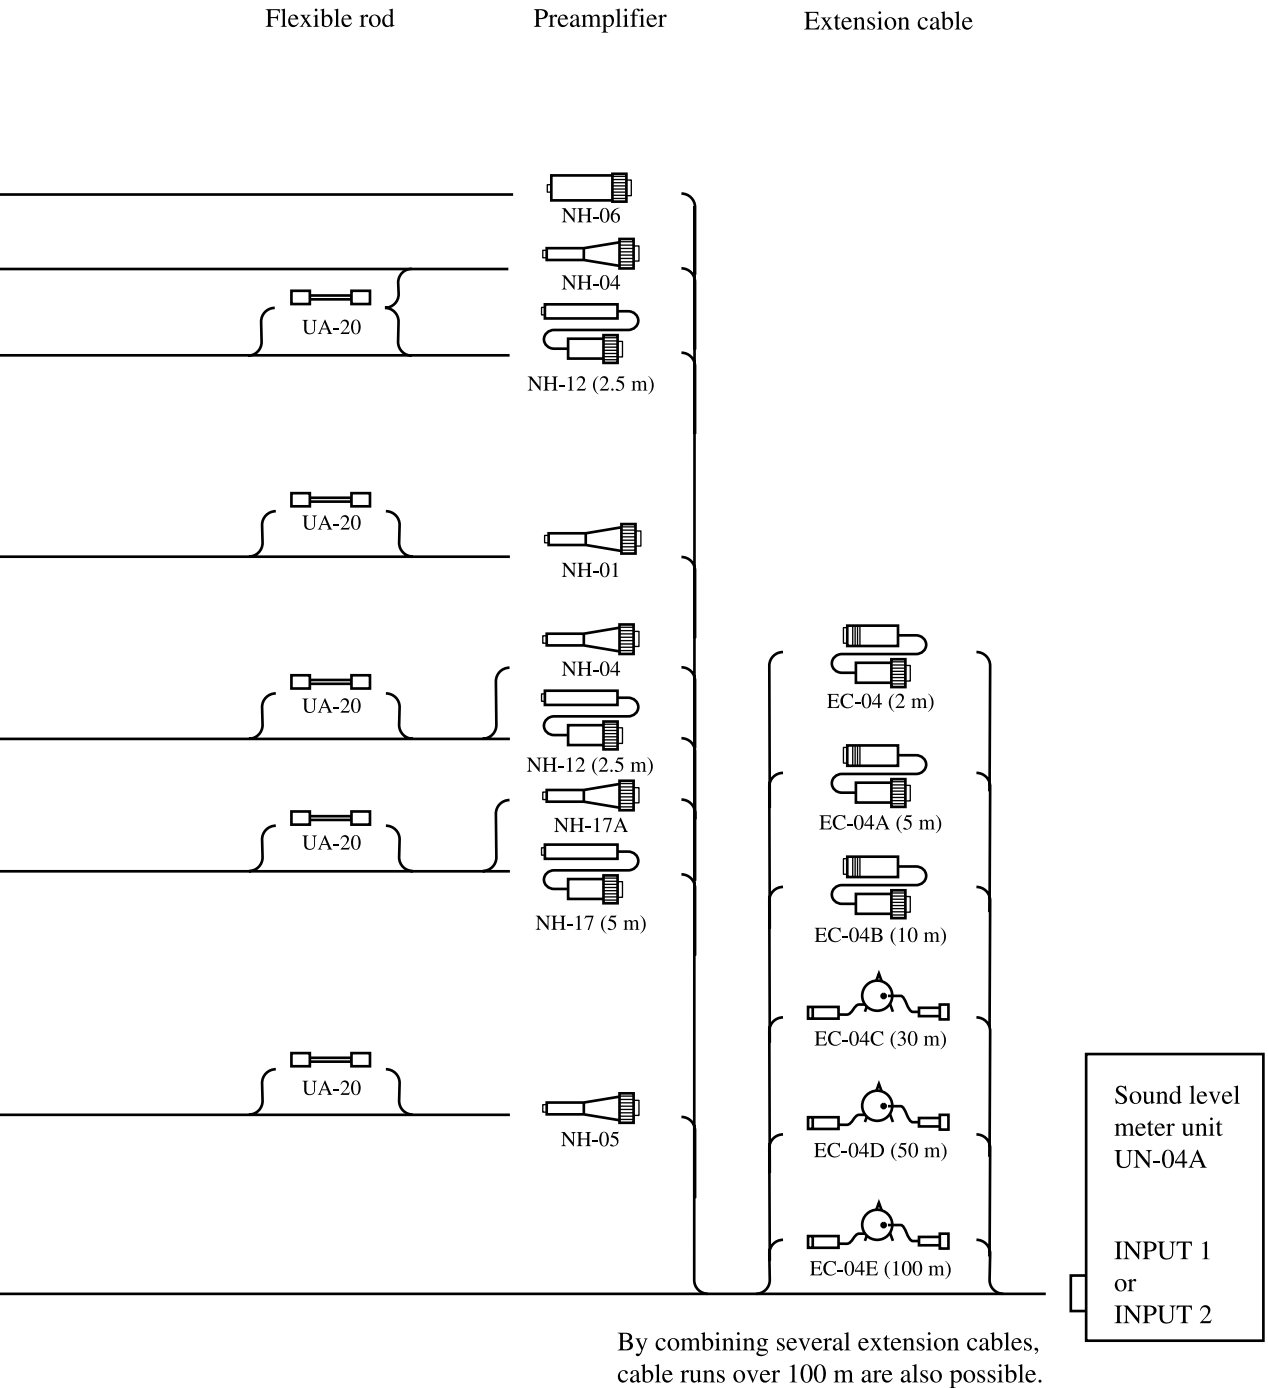 Flexible rod
Preamplifier
Extension cable
NH-06
NH-04
UA-20
NH-12 (2.5 m)
UA-20
NH-01
NH-04
UA-20
NH-12 (2.5 m)
NH-17A
UA-20
NH-17 (5 m)
UA-20
NH-05
EC-04 (2 m)
EC-04A (5 m)
EC-04B (10 m)
EC-04C (30 m)
EC-04D (50 m)
EC-04E (100 m)
Sound level
meter unit
UN-04A
INPUT 1
or
INPUT 2
By combining several extension cables,
cable runs over 100 m are also possible.